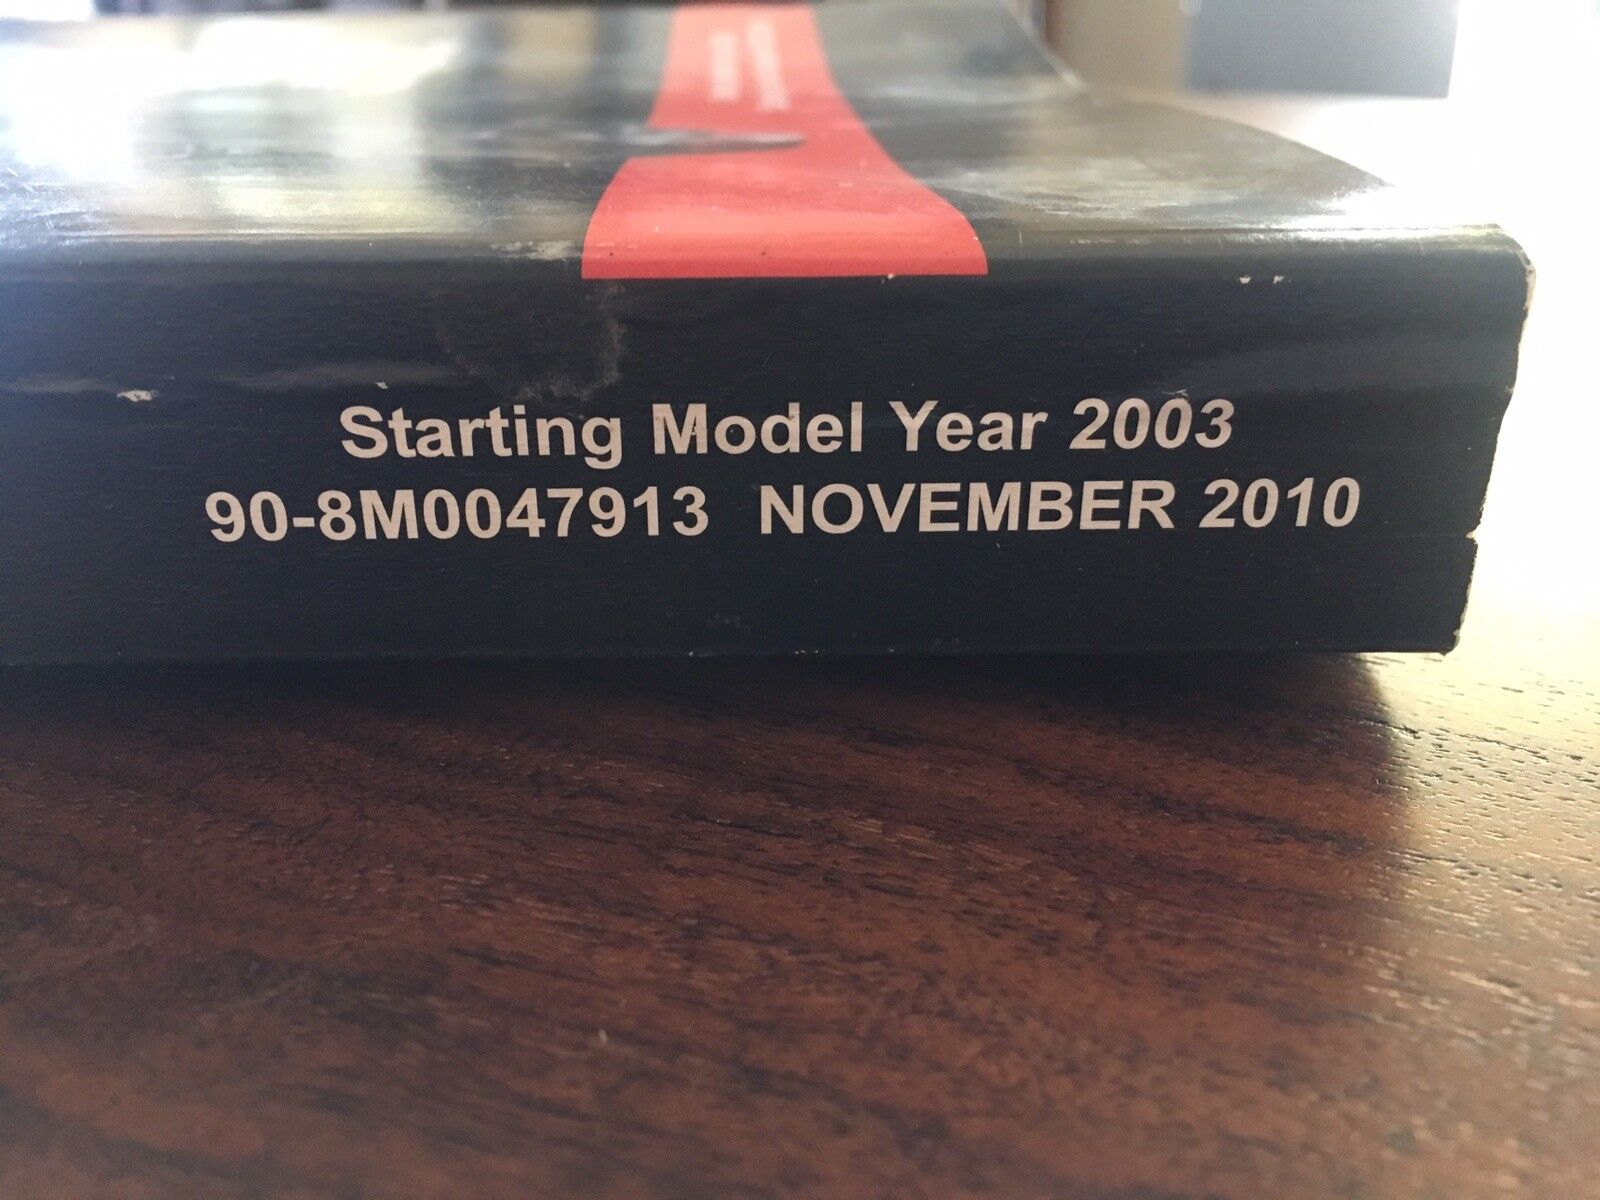 Starting Model Year 2003
90-8M0047913 NOVEMBER 2010